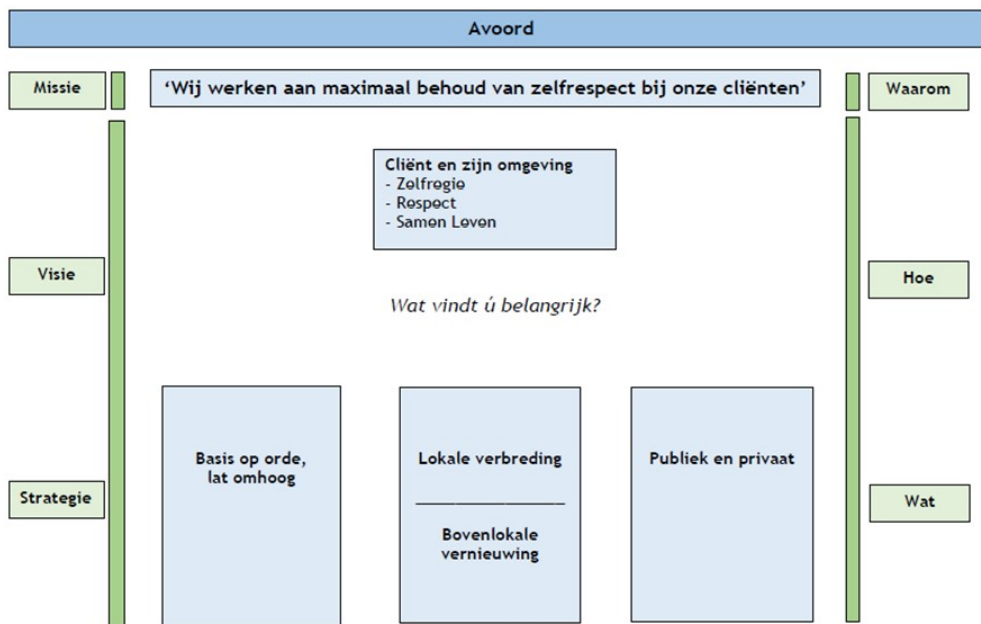 Avoord
Missie
‘Wij werken aan maximaal behoud van zelfrespect bij onze cliënten’
Waarom
Cliënt en zijn omgeving
- Zelfregie
- Respect
- Samen Leven
Visie
Hoe
Wat vindt ú belangrijk?
Basis op orde,
lat omhoog
Lokale verbreding
Bovenlokale
vernieuwing
Publiek en privaat
Strategie
Wat